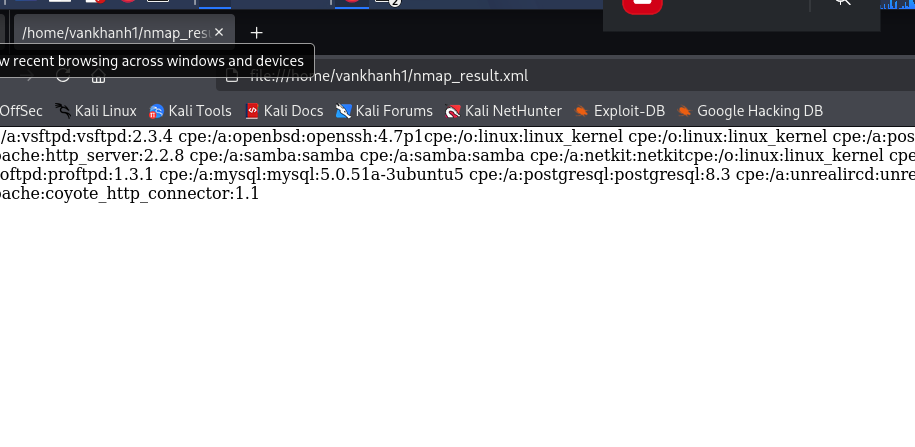 2
/home/vankhanh1/nmap_res
w recent browsing across windows and devices
file:///home/vankhanh1/nmap_result.xml
OffSec Kali Linux Kali Tools Kali Docs Kali Forums Kali NetHunter Exploit-DB Google Hacking DB
/a:vsftpd:vsftpd:2.3.4 cpe:/a:openbsd:openssh:4.7p1cpe:/o:linux:linux_kernel cpe:/o:linux:linux_kernel cpe:/a:pos
ache:http_server:2.2.8 cpe:/a:samba:samba cpe:/a:samba:samba cpe:/a:netkit:netkitcpe:/o:linux:linux_kernel cpe
oftpd:proftpd:1.3.1 cpe:/a:mysql:mysql:5.0.51a-3ubuntu5 cpe:/a:postgresql:postgresql:8.3 cpe:/a:unrealircd:unre
ache:coyote_http_connector:1.1